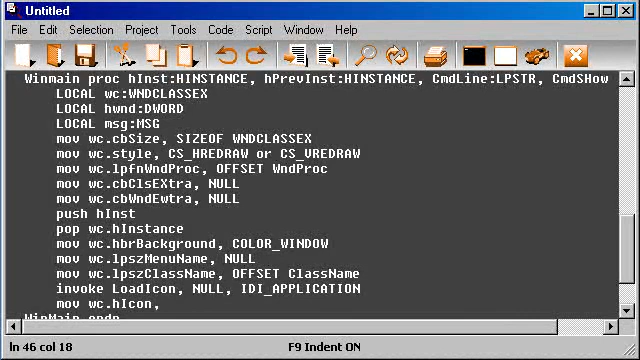 Untitled
File Edit Selection Project Tools Code Script Window Help
Winmain proc hInst:HINSTANCE, hPrevInst:HINSTANCE, CmdLine:LPSTR, CmdSHow
LOCAL wc:WNDCLASSEX
LOCAL hwnd:DWORD
LOCAL msg:MSG
mov wc.cbSize, SIZEOF WNDCLASSEX
mov wc.style, CS_HREDRAW or CS_VREDRAW
mov wc.lpfnWndProc, OFFSET WndProc
mov wc.cbClsEXtra, NULL
mov wc.cbWndEwtra, NULL
push hInst
pop wc.hInstance
mov wc.hbrBackground, COLOR_WINDOW
mov wc.lpszMenuName, NULL
mov wc.lpszClassName, OFFSET ClassName
invoke LoadIcon, NULL, IDI_APPLICATION
mov wc.hIcon,
WinMain endp
ln 46 col 18 F9 Indent ON